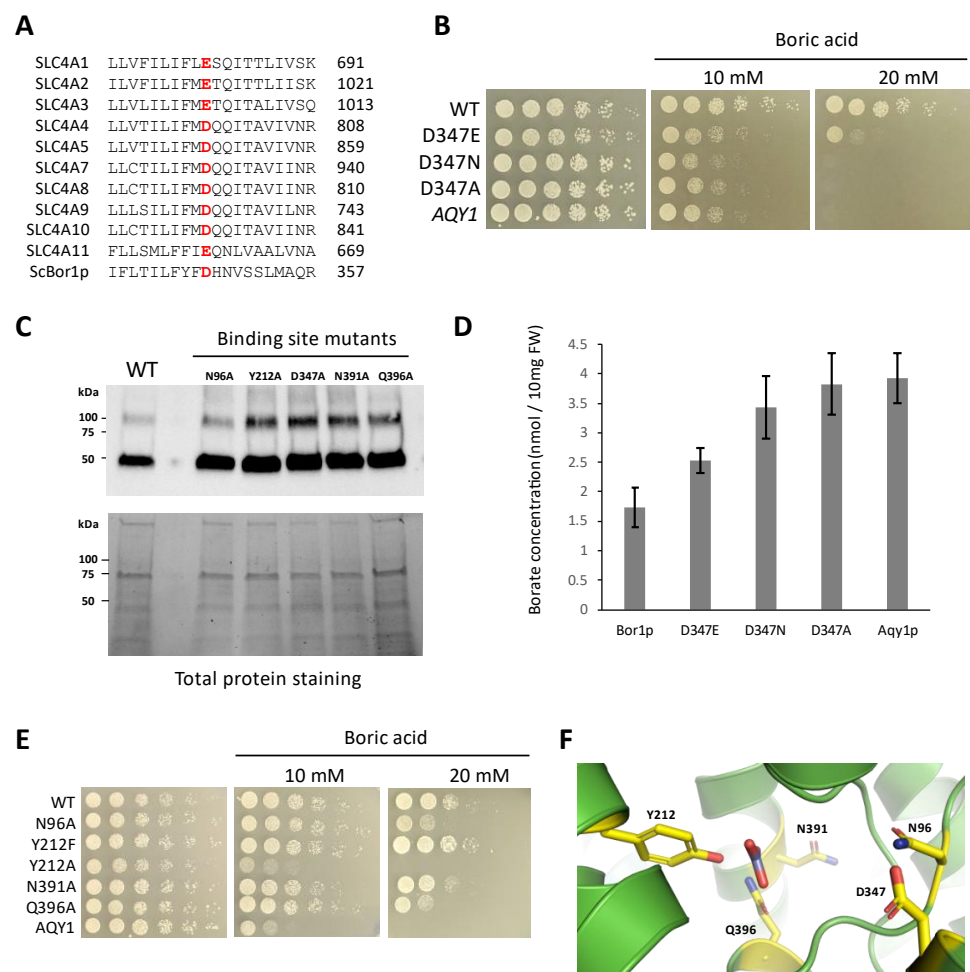 A
SLC4A1 LLVFILIFLESQITTLIVSK 691
SLC4A2 ILVFILIFMETQITTLIISK 1021
SLC4A3 LLVLILIFMETQITALIVSQ 1013
SLC4A4 LLVTILIFMDQQITAVIVNR 808
SLC4A5 LLVTILIFMDQQITAVIVNR 859
SLC4A7 LLCTILIFMDQQITAVIINR 940
SLC4A8 LLCTILIFMDQQITAVIINR 810
SLC4A9 LLLSILIFMDQQITAVILNR 743
SLC4A10 LLCTILIFMDQQITAVIINR 841
SLC4A11 FLLSMLFFIEQNLVAALVNA 669
ScBor1p IFLTILFYFDHNVSSLMAQR 357
B
Boric acid
10 mM 20 mM
WT
D347E
D347N
D347A
AQY1
C
Binding site mutants
WT
N96A Y212A D347A N391A Q396A
kDa
100
75
50
kDa
100
75
50
Total protein staining
D
Borate concentration (nmol / 10mg FW)
4.5
4
3.5
3
2.5
2
1.5
1
0.5
0
Bor1p D347E D347N D347A Aqy1p
E
Boric acid
10 mM 20 mM
WT
N96A
Y212F
Y212A
N391A
Q396A
AQY1
F
Y212
N391
N96
D347
Q396